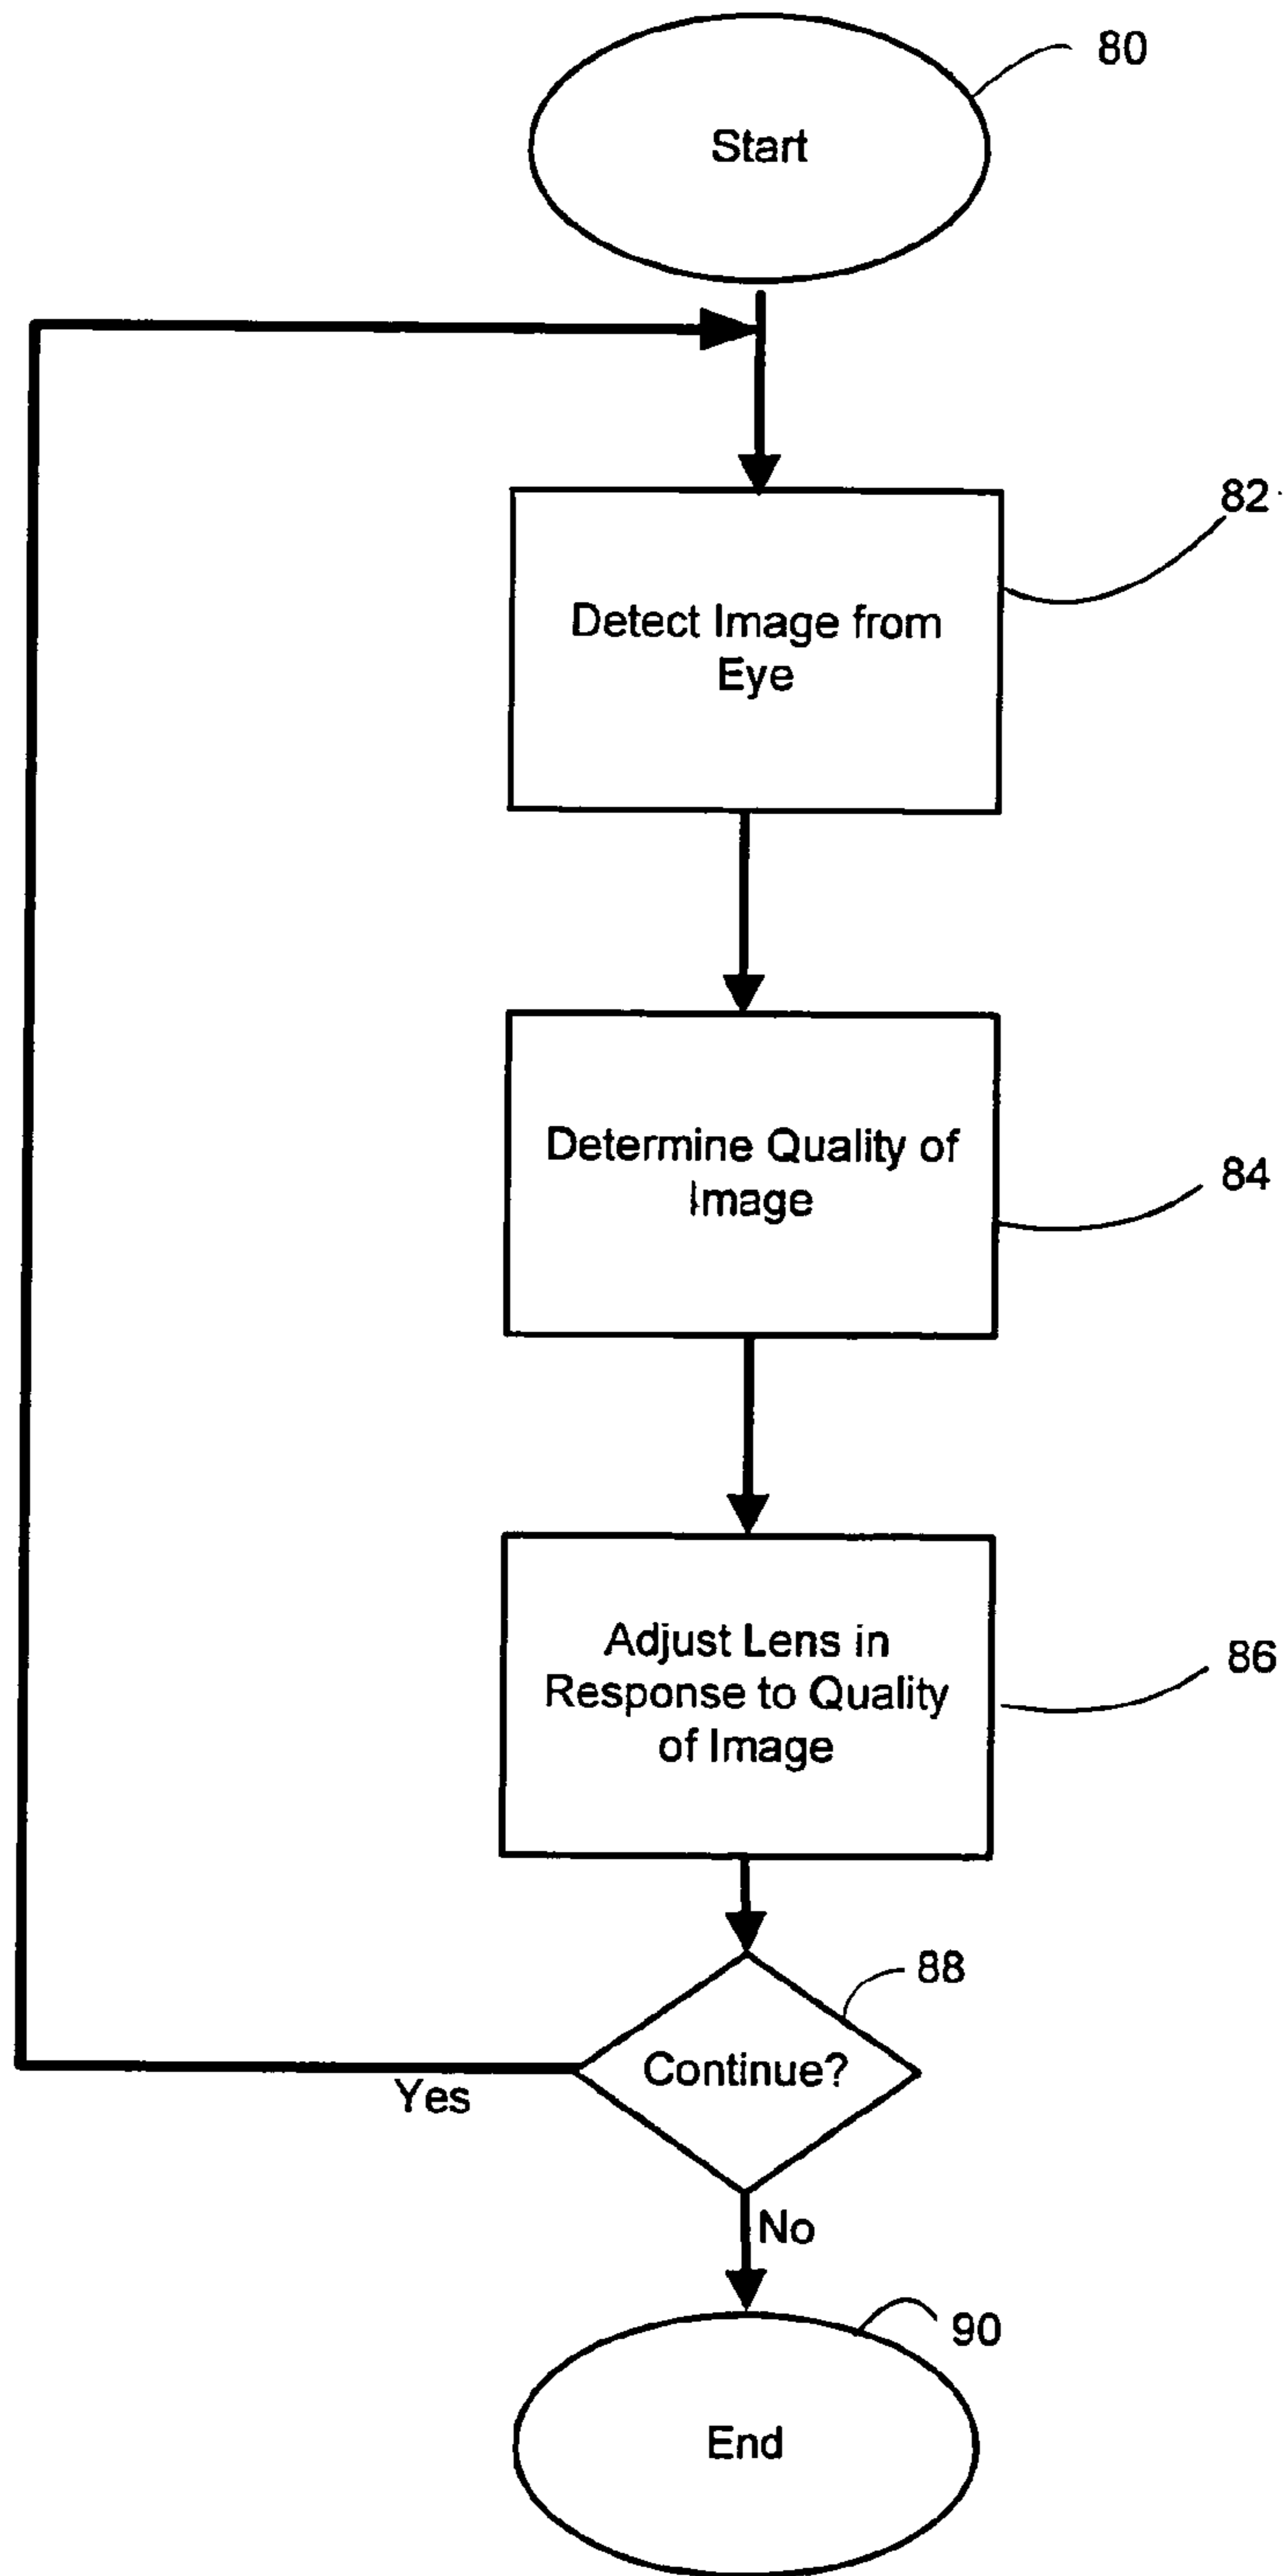 80
Start
82
Detect Image from
Eye
Determine Quality of
Image
84
Adjust Lens in
Response to Quality
of Image
86
88
Continue?
Yes
No
90
End